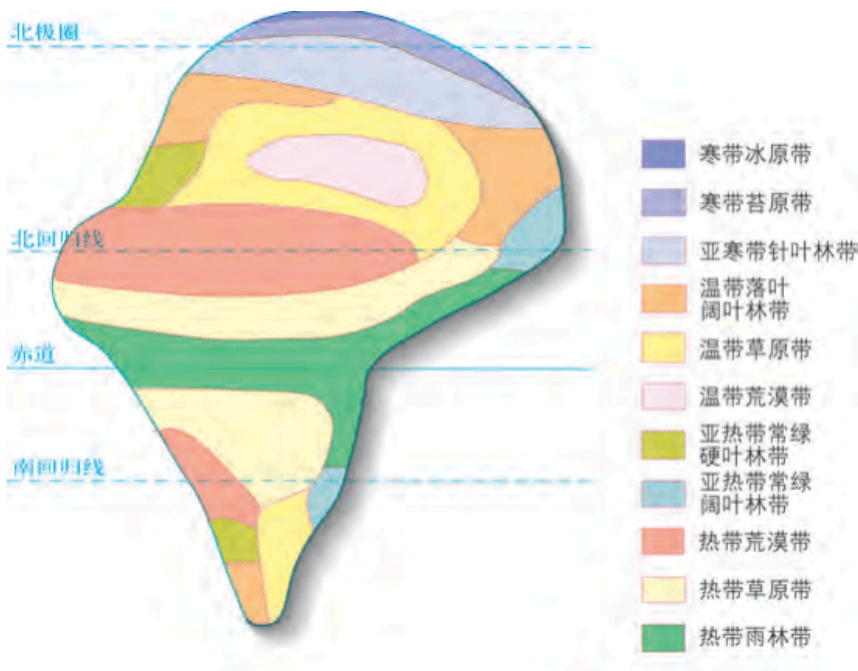 北极圈
北回归线
赤道
南回归线
寒带冰原带
寒带苔原带
亚寒带针叶林带
温带落叶
阔叶林带
温带草原带
温带荒漠带
亚热带常绿
硬叶林带
亚热带常绿
阔叶林带
热带荒漠带
热带草原带
热带雨林带